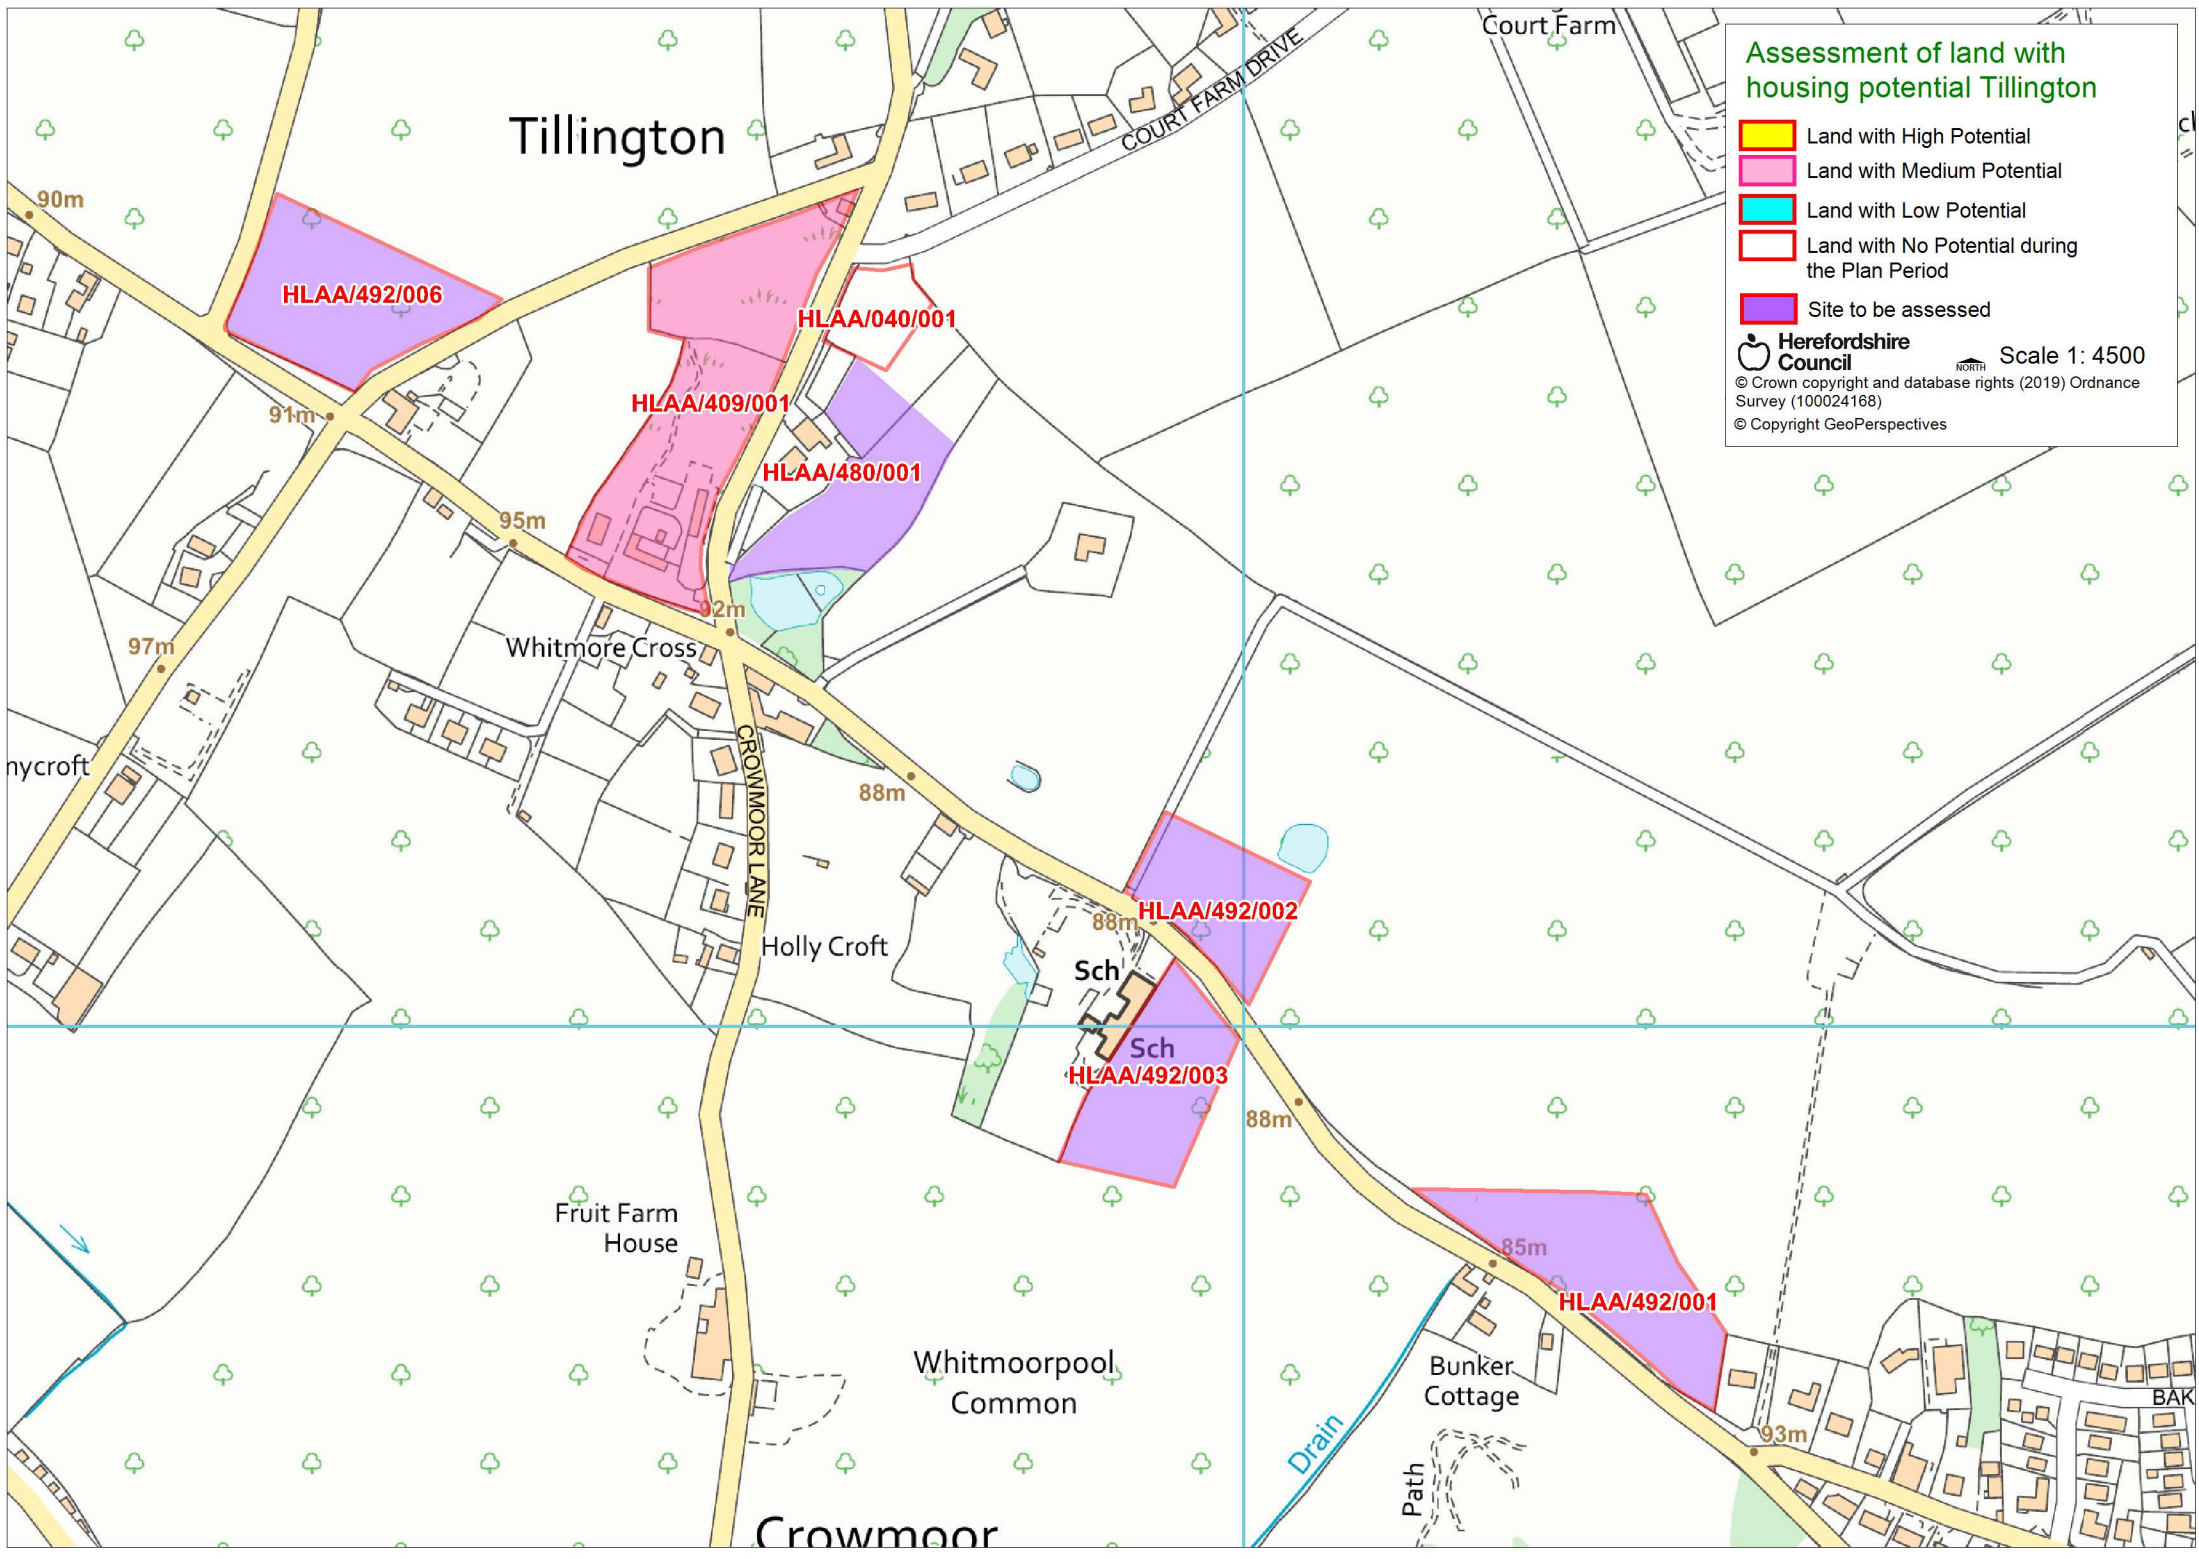 Court Farm
Assessment of land with
housing potential Tillington
Land with High Potential
Land with Medium Potential
Land with Low Potential
Land with No Potential during
the Plan Period
Site to be assessed
Herefordshire
Council
NORTH
Scale 1: 4500
© Crown copyright and database rights (2019) Ordnance
Survey (100024168)
© Copyright GeoPerspectives
COURT FARM DRIVE
Tillington
90m
HLAA/492/006
HLAA/040/001
91m
HLAA/409/001
HLAA/480/001
95m
92m
Whitmore Cross
97m
CROWMOOR LANE
nycroft
88m
HLAA/492/002
88m
Holly Croft
Sch
Sch
HLAA/492/003
88m
Fruit Farm
House
85m
HLAA/492/001
Whitmoorpool
Common
Bunker
Cottage
BAK
93m
Drain
Path
Crowmoor